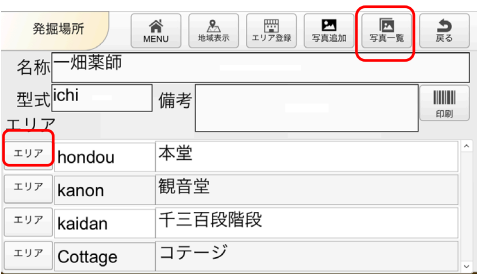 発掘場所 MENU 地域表示 エリア登録 写真追加 写真一覧 戻る
名称 一畑薬師
型式 ichi 備考 印刷
エリア
エリア hondou 本堂
エリア kanon 観音堂
エリア kaidan 千三百段階段
エリア Cottage コテージ